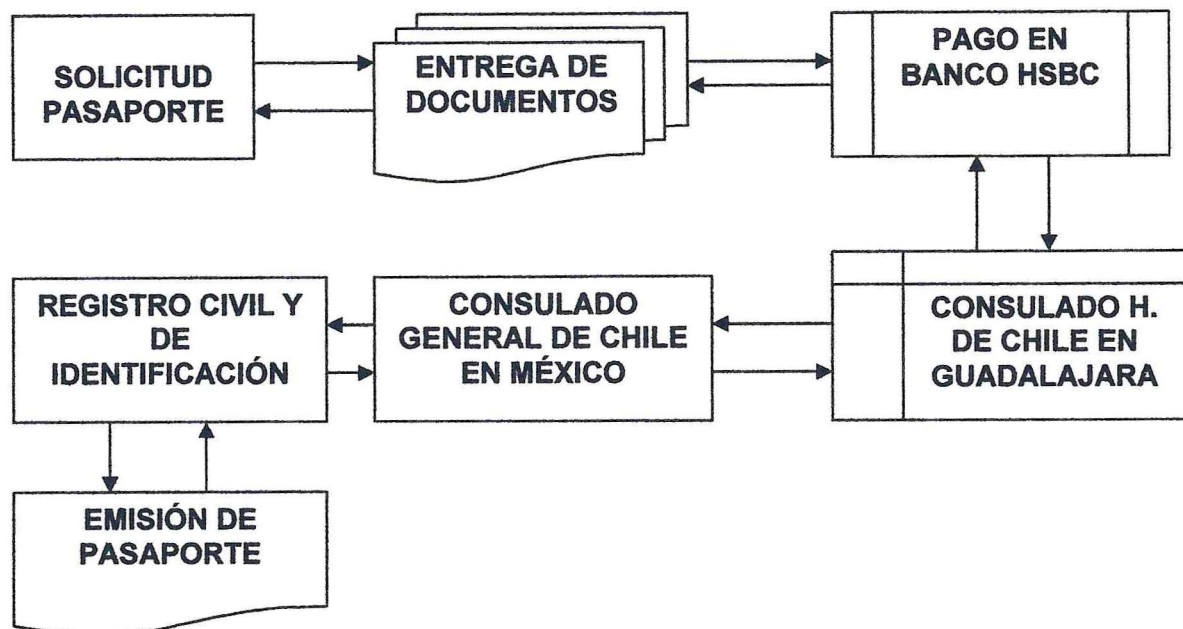 SOLICITUD
PASAPORTE
ENTREGA DE
DOCUMENTOS
PAGO EN
BANCO HSBC
REGISTRO CIVIL Y
DE
IDENTIFICACIÓN
CONSULADO
GENERAL DE CHILE
EN MÉXICO
CONSULADO H.
DE CHILE EN
GUADALAJARA
EMISIÓN DE
PASAPORTE